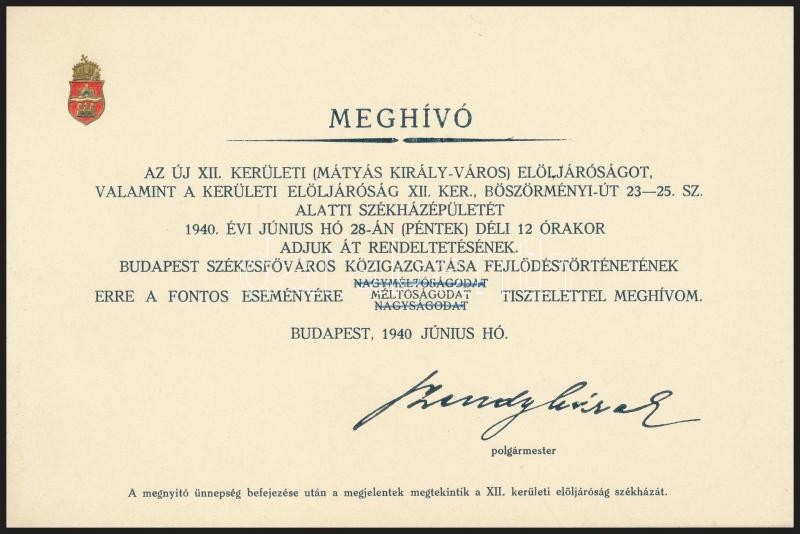 MEGHÍVÓ
AZ ÚJ XII. KERÜLETI (MÁTYÁS KIRÁLY-VÁROS) ELÖLJÁRÓSÁGOT,
VALAMINT A KERÜLETI ELÖLJÁRÓSÁG XII. KER., BÖSZÖRMÉNYI-ÚT 23—25. SZ.
ALATTI SZÉKHÁZÉPÜLETÉT
1940. ÉVI JÚNIUS HÓ 28-ÁN (PÉNTEK) DÉLI 12 ÓRAKOR
ADJUK ÁT RENDELTETÉSÉNEK.
BUDAPEST SZÉKESFŐVÁROS KÖZIGAZGATÁSA FEJLŐDÉSTÖRTÉNETÉNEK
NAGYMÉLTÓSÁGODAT
ERRE A FONTOS ESEMÉNYÉRE MÉLTÓSÁGODAT TISZTELETTEL MEGHÍVOM.
NAGYSÁGODAT
BUDAPEST, 1940 JÚNIUS HÓ.
Szendy Károly
polgármester
A megnyitó ünnepség befejezése után a megjelentek megtekintik a XII. kerületi elöljáróság székházát.